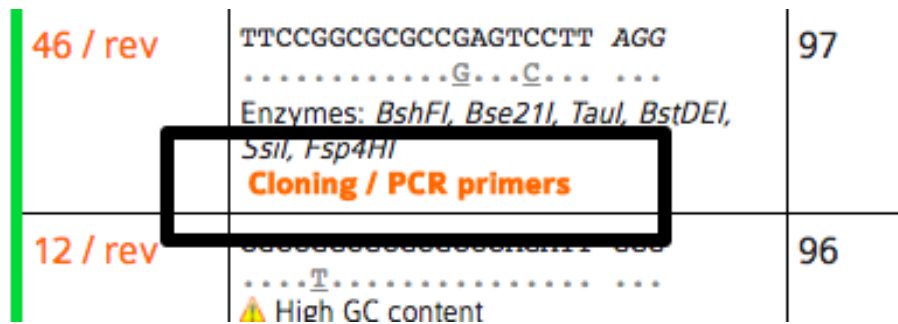 46 / rev
TTCCGGCGCGCCGAGTCCTT AGG
97
............G...C... ...
Enzymes: BshFI, Bse21I, TauI, BstDEI,
SsiI, Fsp4HI
Cloning / PCR primers
12 / rev
96
....T............... ...
⚠ High GC content